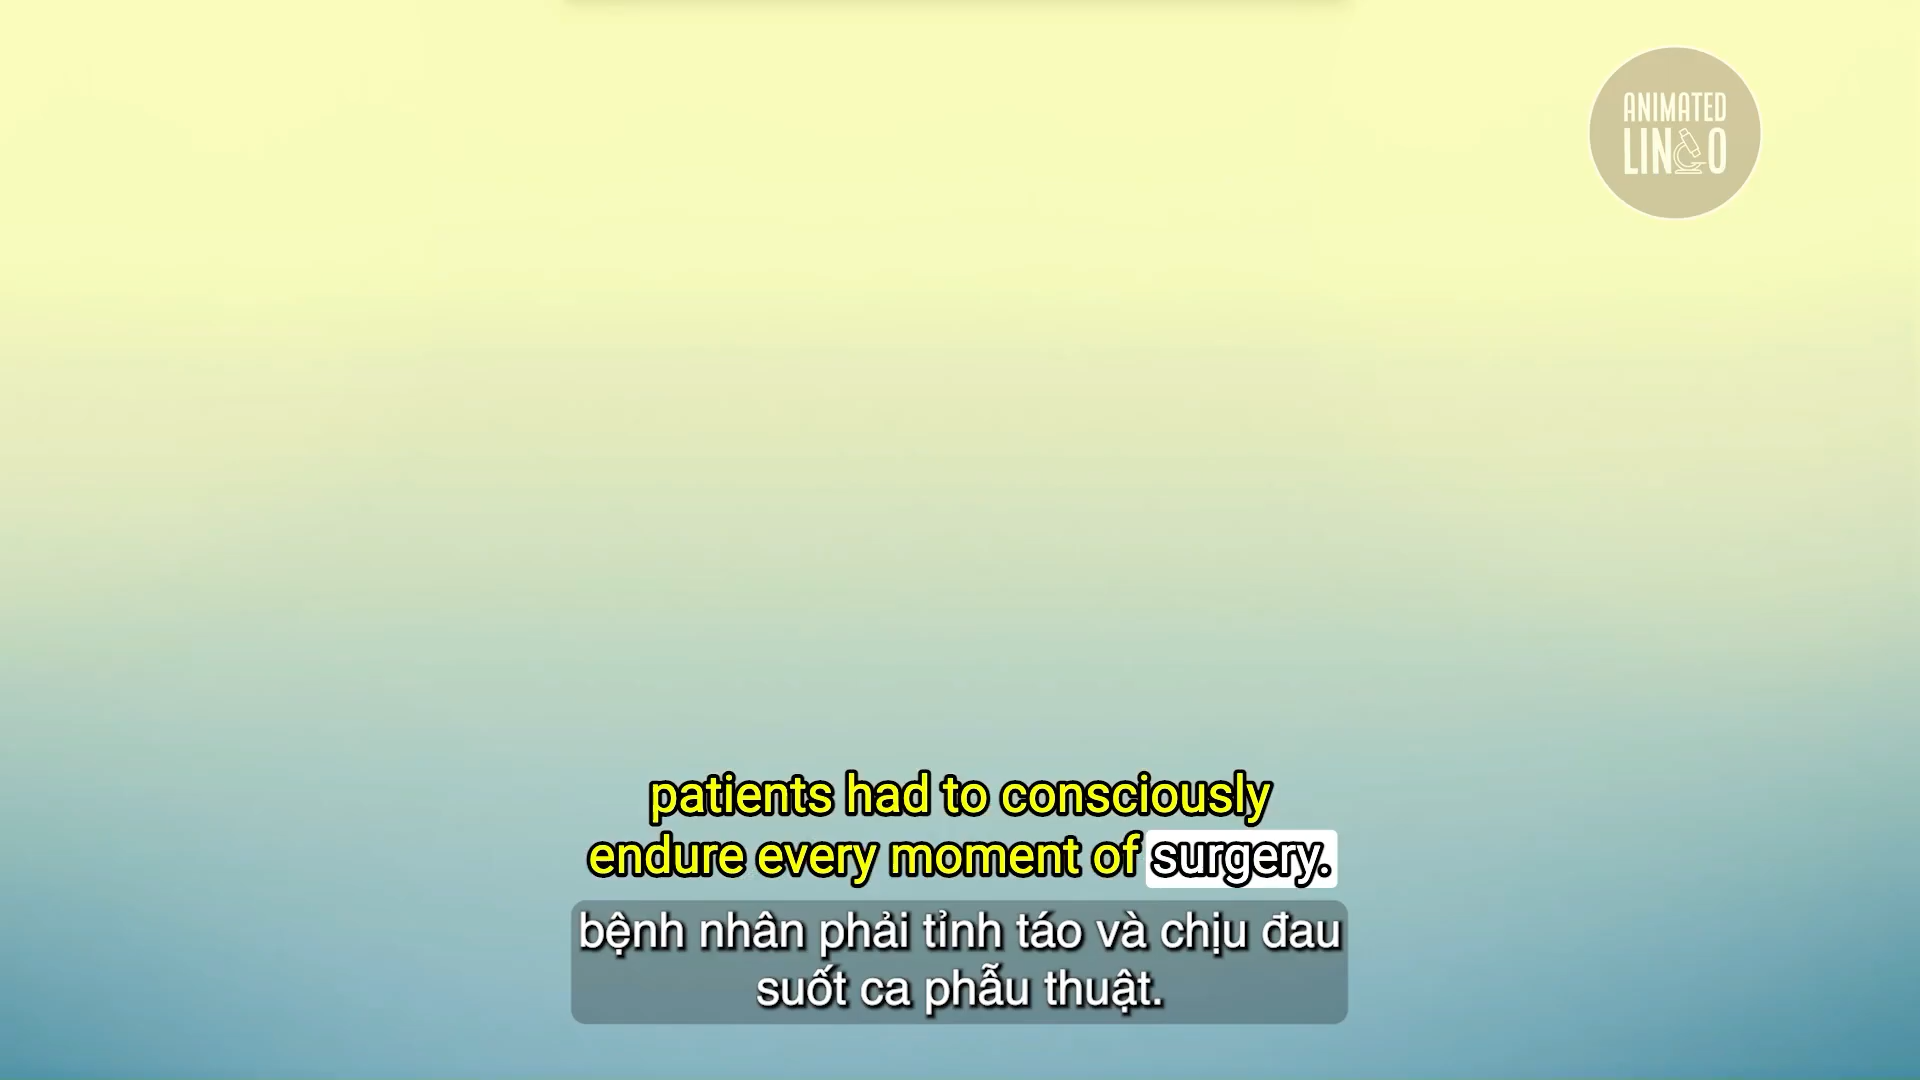 ANIMATED
LINGO
patients had to consciously
endure every moment of surgery.
bệnh nhân phải tỉnh táo và chịu đau
suốt ca phẫu thuật.